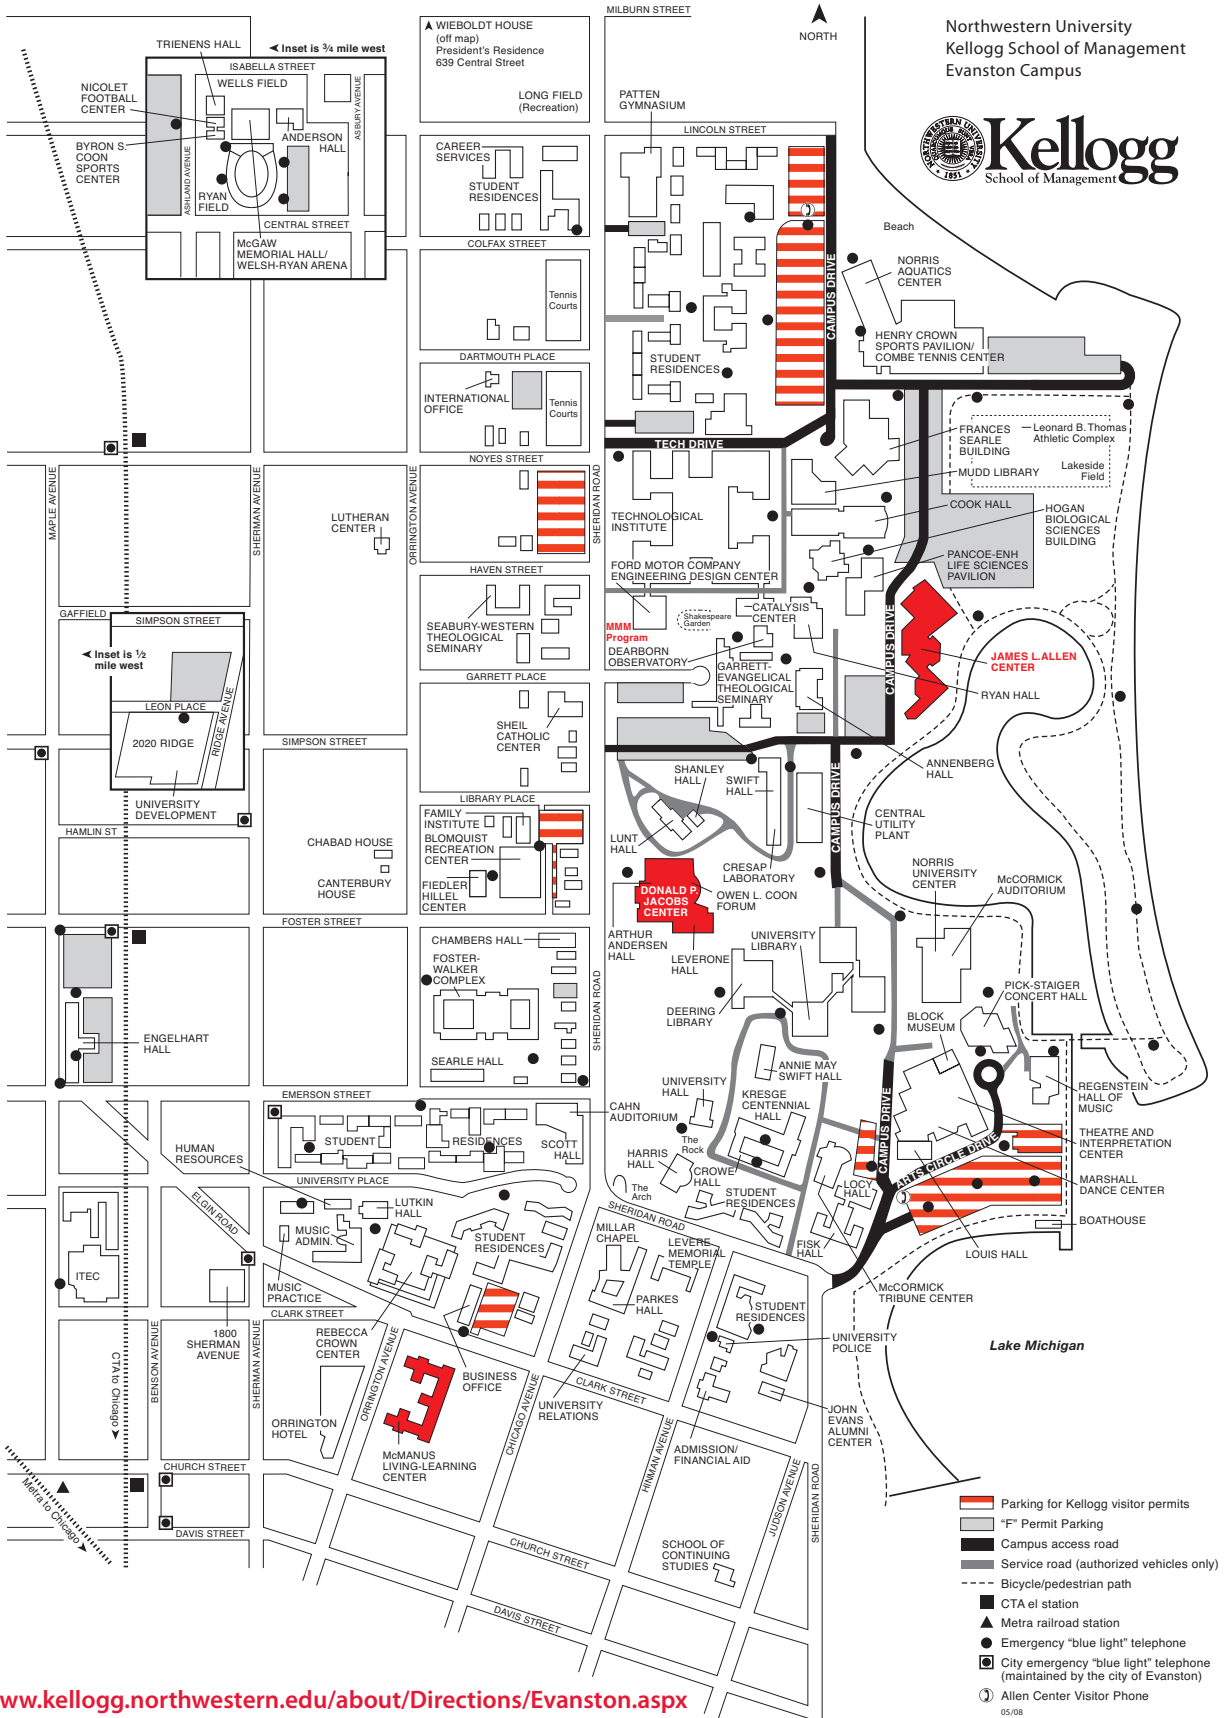 MILBURN STREET
WIEBOLDT HOUSE
(off map)
President's Residence
639 Central Street
NORTH
Northwestern University
Kellogg School of Management
Evanston Campus
NORTHWESTERN UNIVERSITY
1851
Kellogg
School of Management
TRIENENS HALL
Inset is ¾ mile west
ISABELLA STREET
WELLS FIELD
NICOLET
FOOTBALL
CENTER
ASBURY AVENUE
ANDERSON
HALL
BYRON S.
COON
SPORTS
CENTER
ASHLAND AVENUE
RYAN
FIELD
CENTRAL STREET
McGAW
MEMORIAL HALL/
WELSH-RYAN ARENA
LONG FIELD
(Recreation)
PATTEN
GYMNASIUM
LINCOLN STREET
CAREER
SERVICES
STUDENT
RESIDENCES
COLFAX STREET
Tennis
Courts
DARTMOUTH PLACE
INTERNATIONAL
OFFICE
Tennis
Courts
NOYES STREET
STUDENT
RESIDENCES
CAMPUS DRIVE
TECH DRIVE
Beach
NORRIS
AQUATICS
CENTER
HENRY CROWN
SPORTS PAVILION/
COMBE TENNIS CENTER
FRANCES
SEARLE
BUILDING
Leonard B. Thomas
Athletic Complex
Lakeside
Field
MUDD LIBRARY
COOK HALL
HOGAN
BIOLOGICAL
SCIENCES
BUILDING
PANCOE-ENH
LIFE SCIENCES
PAVILION
MAPLE AVENUE
SHERMAN AVENUE
ORRINGTON AVENUE
SHERIDAN ROAD
LUTHERAN
CENTER
TECHNOLOGICAL
INSTITUTE
HAVEN STREET
FORD MOTOR COMPANY
ENGINEERING DESIGN CENTER
SEABURY-WESTERN
THEOLOGICAL
SEMINARY
MMM
Program
Shakespeare
Garden
CATALYSIS
CENTER
DEARBORN
OBSERVATORY
GARRETT-
EVANGELICAL
THEOLOGICAL
SEMINARY
CAMPUS DRIVE
JAMES L.ALLEN
CENTER
RYAN HALL
ANNENBERG
HALL
GAFFIELD
SIMPSON STREET
Inset is ½
mile west
LEON PLACE
2020 RIDGE
RIDGE AVENUE
UNIVERSITY
DEVELOPMENT
GARRETT PLACE
SHEIL
CATHOLIC
CENTER
SIMPSON STREET
LIBRARY PLACE
FAMILY
INSTITUTE
BLOMQUIST
RECREATION
CENTER
FIEDLER
HILLEL
CENTER
HAMLIN ST
CHABAD HOUSE
CANTERBURY
HOUSE
FOSTER STREET
SHANLEY
HALL
SWIFT
HALL
LUNT
HALL
CRESAP
LABORATORY
CAMPUS DRIVE
CENTRAL
UTILITY
PLANT
DONALD P.
JACOBS
CENTER
OWEN L. COON
FORUM
ARTHUR
ANDERSEN
HALL
LEVERONE
HALL
UNIVERSITY
LIBRARY
NORRIS
UNIVERSITY
CENTER
McCORMICK
AUDITORIUM
CHAMBERS HALL
FOSTER-
WALKER
COMPLEX
SHERIDAN ROAD
DEERING
LIBRARY
PICK-STAIGER
CONCERT HALL
BLOCK
MUSEUM
ENGELHART
HALL
SEARLE HALL
ANNIE MAY
SWIFT HALL
UNIVERSITY
HALL
KRESGE
CENTENNIAL
HALL
REGENSTEIN
HALL OF
MUSIC
EMERSON STREET
CAHN
AUDITORIUM
STUDENT
RESIDENCES
SCOTT
HALL
The
Rock
CAMPUS DRIVE
ARTS CIRCLE DRIVE
THEATRE AND
INTERPRETATION
CENTER
HUMAN
RESOURCES
UNIVERSITY PLACE
HARRIS
HALL
CROWE
HALL
The
Arch
STUDENT
RESIDENCES
LOCY
HALL
MARSHALL
DANCE CENTER
BOATHOUSE
ELGIN ROAD
LUTKIN
HALL
MUSIC
ADMIN.
STUDENT
RESIDENCES
SHERIDAN ROAD
MILLAR
CHAPEL
LEVERE
MEMORIAL
TEMPLE
FISK
HALL
LOUIS HALL
ITEC
MUSIC
PRACTICE
CLARK STREET
PARKES
HALL
STUDENT
RESIDENCES
McCORMICK
TRIBUNE CENTER
1800
SHERMAN
AVENUE
REBECCA
CROWN
CENTER
UNIVERSITY
POLICE
Lake Michigan
CTA to Chicago
BENSON AVENUE
SHERMAN AVENUE
ORRINGTON AVENUE
BUSINESS
OFFICE
CHICAGO AVENUE
UNIVERSITY
RELATIONS
CLARK STREET
ORRINGTON
HOTEL
McMANUS
LIVING-LEARNING
CENTER
HINMAN AVENUE
ADMISSION/
FINANCIAL AID
JOHN
EVANS
ALUMNI
CENTER
JUDSON AVENUE
SHERIDAN ROAD
CHURCH STREET
Metra to Chicago
DAVIS STREET
CHURCH STREET
SCHOOL OF
CONTINUING
STUDIES
DAVIS STREET
Parking for Kellogg visitor permits
"F" Permit Parking
Campus access road
Service road (authorized vehicles only)
Bicycle/pedestrian path
CTA el station
Metra railroad station
Emergency "blue light" telephone
City emergency "blue light" telephone
(maintained by the city of Evanston)
Allen Center Visitor Phone
05/08
ww.kellogg.northwestern.edu/about/Directions/Evanston.aspx